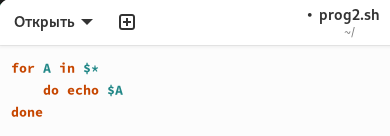 Открыть
• prog2.sh
~/
for A in $*
    do echo $A
done